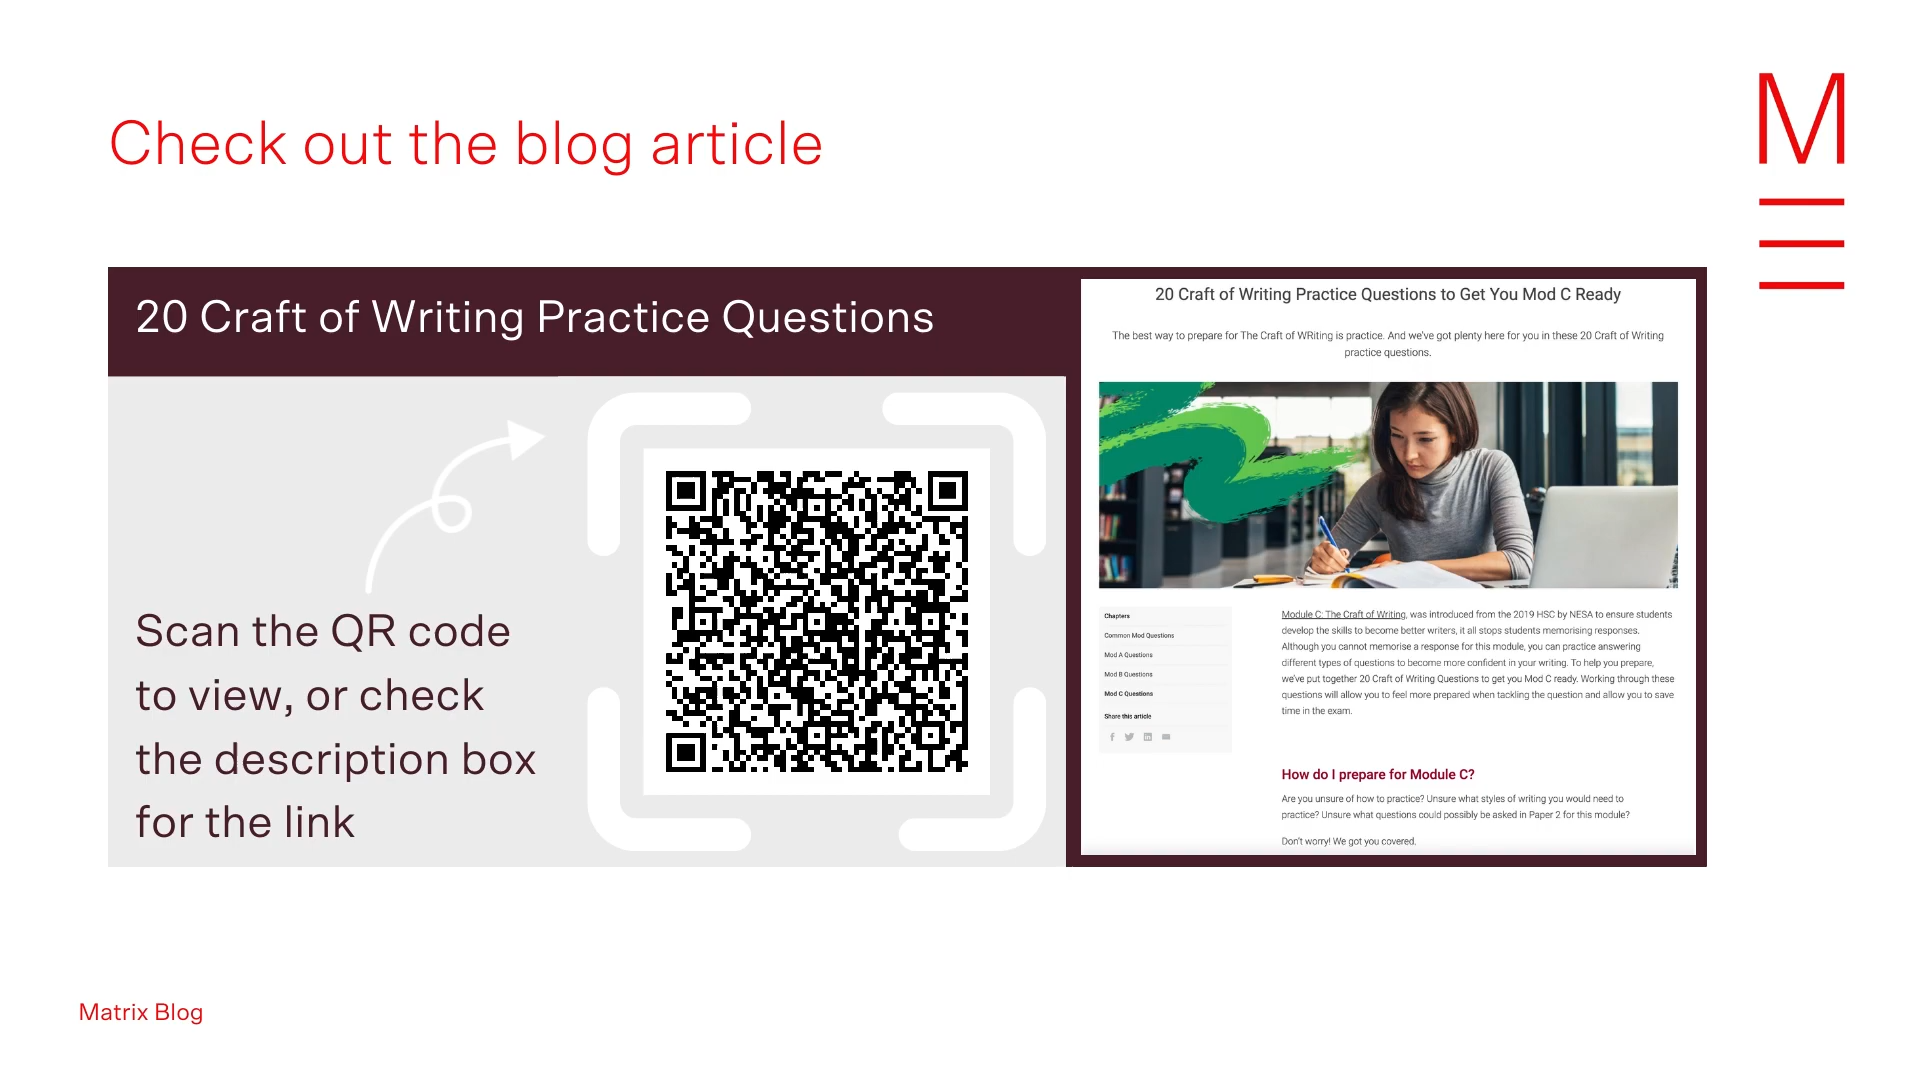 Check out the blog article
M
20 Craft of Writing Practice Questions
Scan the QR code
to view, or check
the description box
for the link
20 Craft of Writing Practice Questions to Get You Mod C Ready
The best way to prepare for The Craft of WRiting is practice. And we've got plenty here for you in these 20 Craft of Writing
practice questions.
Chapters
Common Mod Questions
Mod A Questions
Mod B Questions
Mod C Questions
Share this article
Module C: The Craft of Writing, was introduced from the 2019 HSC by NESA to ensure students
develop the skills to become better writers, it all stops students memorising responses.
Although you cannot memorise a response for this module, you can practice answering
different types of questions to become more confident in your writing. To help you prepare,
we've put together 20 Craft of Writing Questions to get you Mod C ready. Working through these
questions will allow you to feel more prepared when tackling the question and allow you to save
time in the exam.
How do I prepare for Module C?
Are you unsure of how to practice? Unsure what styles of writing you would need to
practice? Unsure what questions could possibly be asked in Paper 2 for this module?
Don't worry! We got you covered.
Matrix Blog